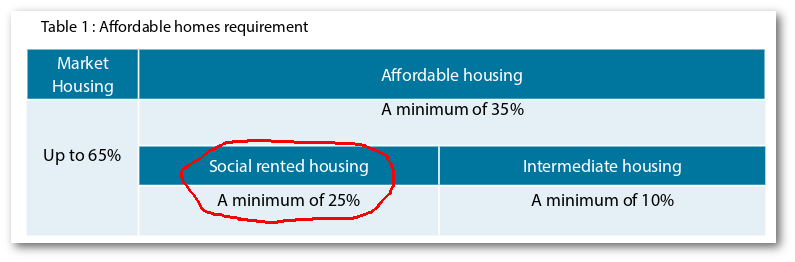 Table 1 : Affordable homes requirement
Market
Housing
Affordable housing
A minimum of 35%
Up to 65%
Social rented housing
Intermediate housing
A minimum of 25%
A minimum of 10%